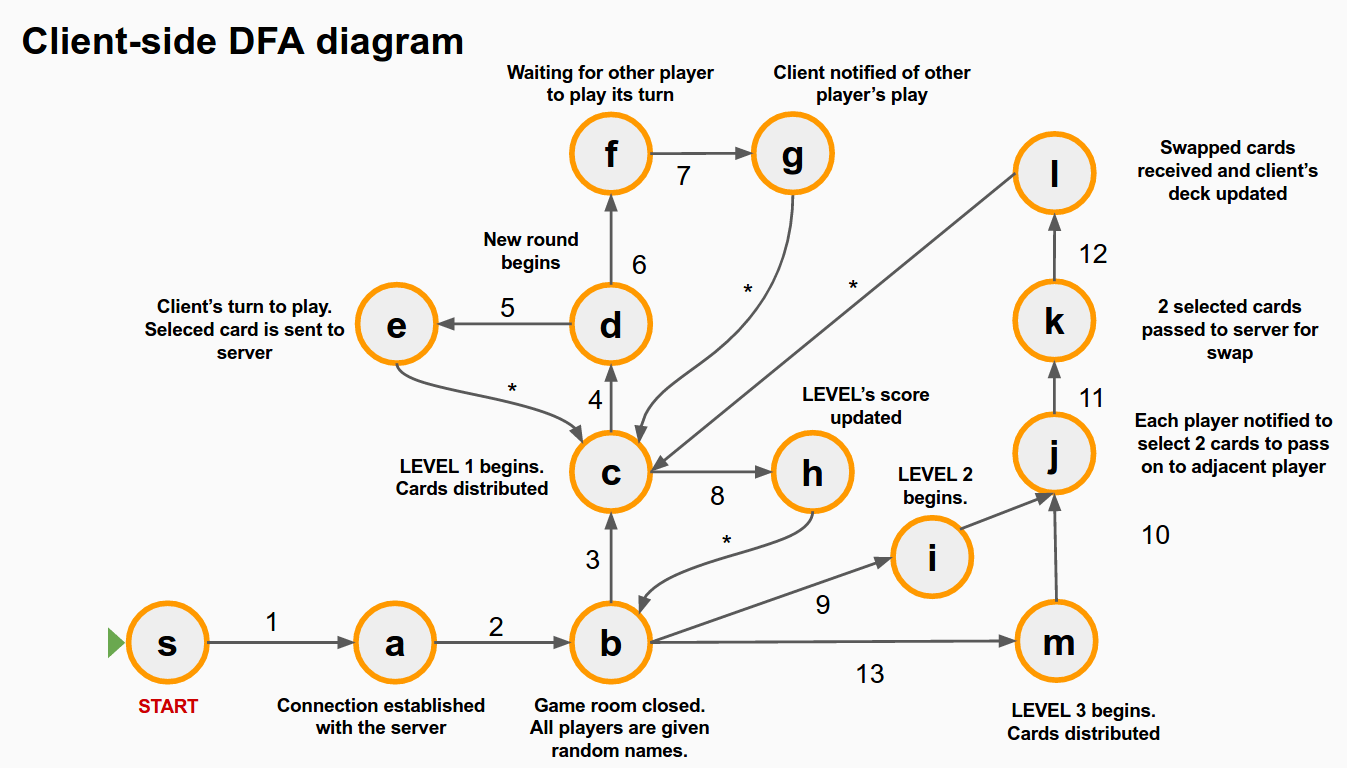 Client-side DFA diagram
Waiting for other player
to play its turn
Client notified of other
player’s play
f
7
g
l
Swapped cards
received and client’s
deck updated
New round
begins
6
*
*
12
Client’s turn to play.
Seleced card is sent to
server
e
5
d
k
2 selected cards
passed to server for
swap
*
4
LEVEL’s score
updated
11
Each player notified to
select 2 cards to pass
on to adjacent player
j
LEVEL 1 begins.
Cards distributed
c
8
h
LEVEL 2
begins.
3
*
i
10
9
s
1
a
2
b
13
m
START
Connection established
with the server
Game room closed.
All players are given
random names.
LEVEL 3 begins.
Cards distributed